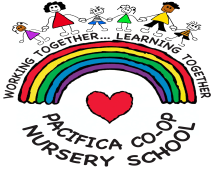 WORKING TOGETHER... LEARNING TOGETHER
PACIFICA CO-OP
NURSERY SCHOOL